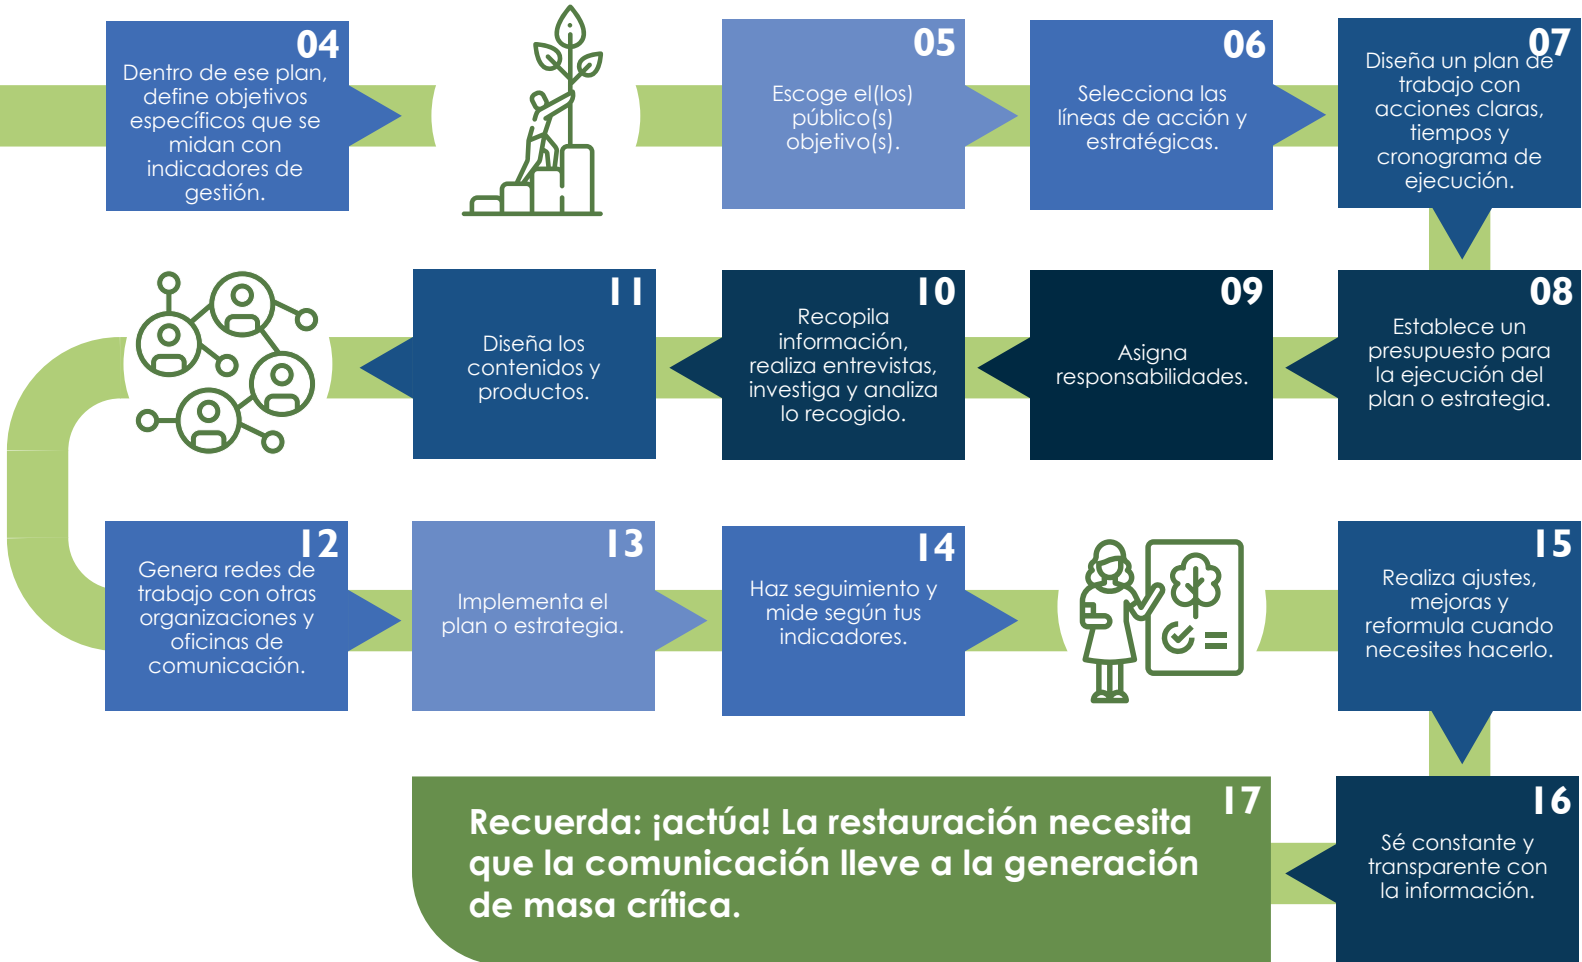 04
Dentro de ese plan,
define objetivos
específicos que se
midan con
indicadores de
gestión.
05
Escoge el(los)
público(s)
objetivo(s).
06
Selecciona las
líneas de acción y
estratégicas.
07
Diseña un plan de
trabajo con
acciones claras,
tiempos y
cronograma de
ejecución.
08
Establece un
presupuesto para
la ejecución del
plan o estrategia.
09
Asigna
responsabilidades.
10
Recopila
información,
realiza entrevistas,
investiga y analiza
lo recogido.
11
Diseña los
contenidos y
productos.
12
Genera redes de
trabajo con otras
organizaciones y
oficinas de
comunicación.
13
Implementa el
plan o estrategia.
14
Haz seguimiento y
mide según tus
indicadores.
15
Realiza ajustes,
mejoras y
reformula cuando
necesites hacerlo.
16
Sé constante y
transparente con
la información.
17
Recuerda: ¡actúa! La restauración necesita
que la comunicación lleve a la generación
de masa crítica.